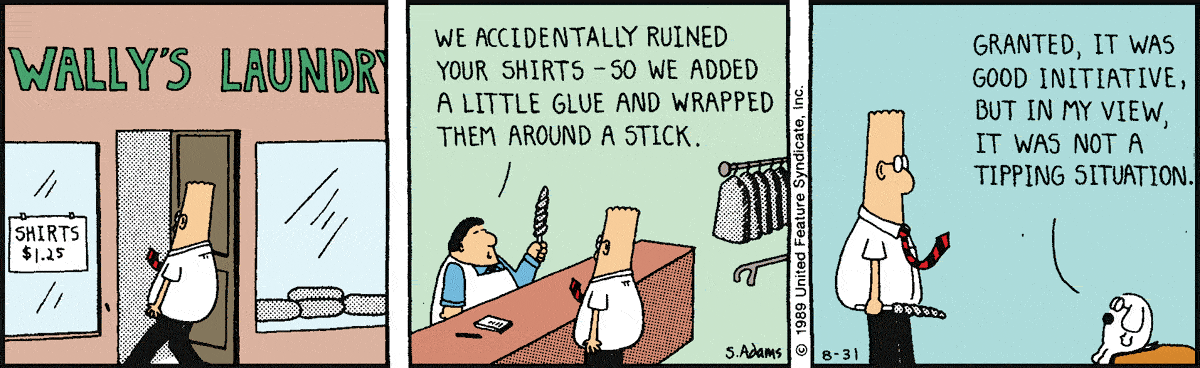 WALLY'S LAUNDRY
SHIRTS
$1.25
WE ACCIDENTALLY RUINED
YOUR SHIRTS – SO WE ADDED
A LITTLE GLUE AND WRAPPED
THEM AROUND A STICK.
S. Adams
© 1989 United Feature Syndicate, Inc.
GRANTED, IT WAS
GOOD INITIATIVE,
BUT IN MY VIEW,
IT WAS NOT A
TIPPING SITUATION.
8-31